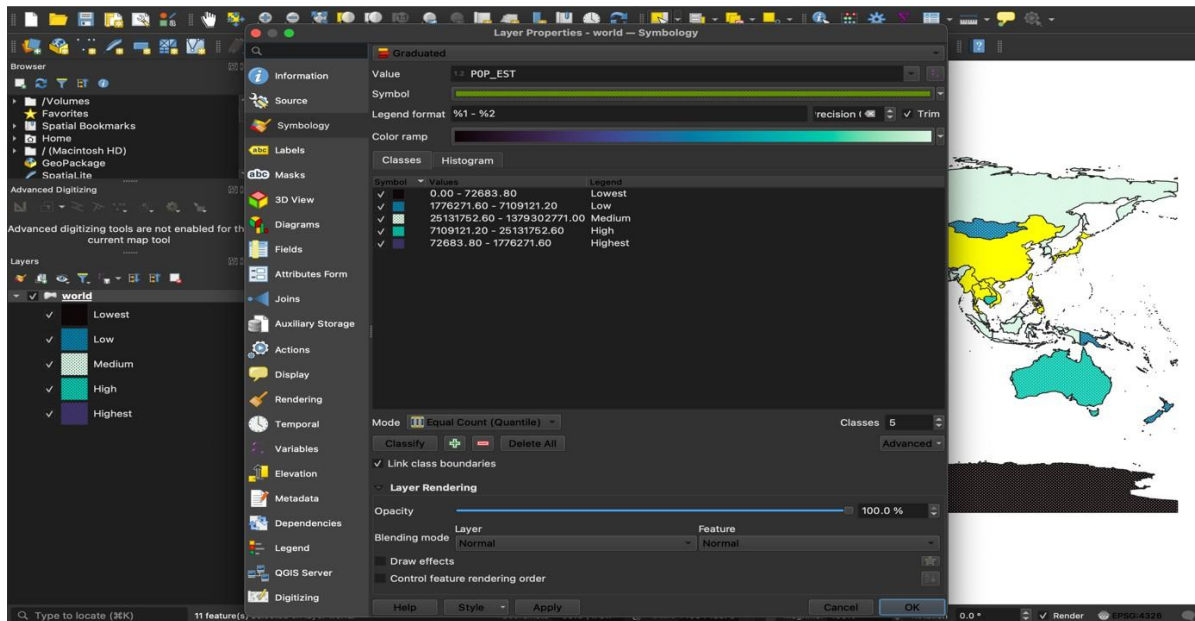 Layer Properties - world — Symbology
Browser
/Volumes
Favorites
Spatial Bookmarks
Home
/ (Macintosh HD)
GeoPackage
SpatiaLite
Advanced Digitizing
Advanced digitizing tools are not enabled for th
current map tool
Layers
world
Lowest
Low
Medium
High
Highest
Information
Source
Symbology
abc Labels
abc Masks
3D View
Diagrams
Fields
Attributes Form
Joins
Auxiliary Storage
Actions
Display
Rendering
Temporal
Variables
Elevation
Metadata
Dependencies
Legend
QGIS Server
Digitizing
Graduated
Value 1.2 POP_EST
Symbol
Legend format %1 - %2 recision ( Trim
Color ramp
Classes Histogram
Symbol Values Legend
0.00 - 72683.80 Lowest
1776271.60 - 7109121.20 Low
25131752.60 - 1379302771.00 Medium
7109121.20 - 25131752.60 High
72683.80 - 1776271.60 Highest
Mode Equal Count (Quantile) Classes 5
Classify Delete All Advanced
Link class boundaries
Layer Rendering
Opacity 100.0 %
Layer Feature
Blending mode Normal Normal
Draw effects
Control feature rendering order
Help Style Apply Cancel OK
Type to locate (⌘K) 11 feature(s) 0.0 ° Render EPSG:4326